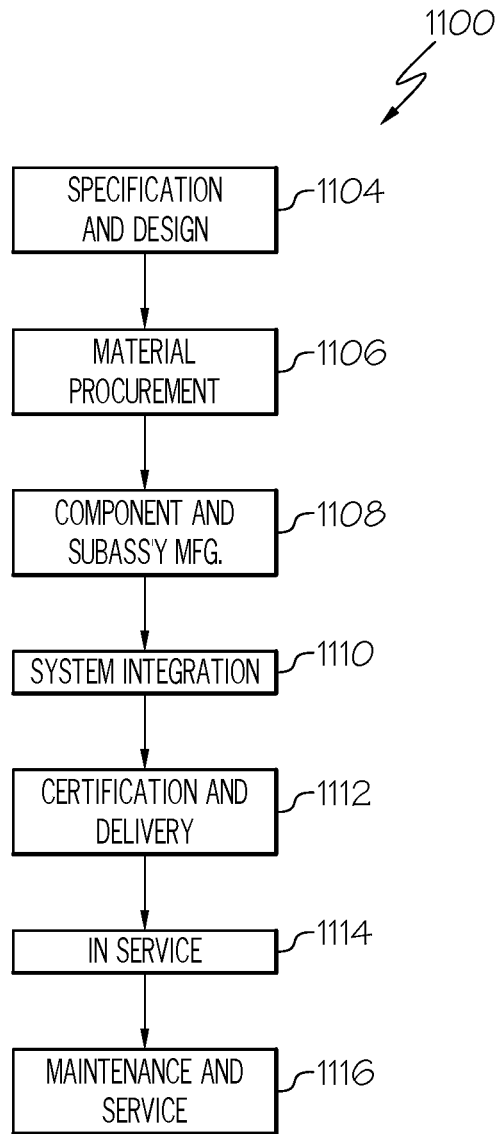 1100
SPECIFICATION
AND DESIGN
1104
MATERIAL
PROCUREMENT
1106
COMPONENT AND
SUBASS'Y MFG.
1108
SYSTEM INTEGRATION
1110
CERTIFICATION AND
DELIVERY
1112
IN SERVICE
1114
MAINTENANCE AND
SERVICE
1116